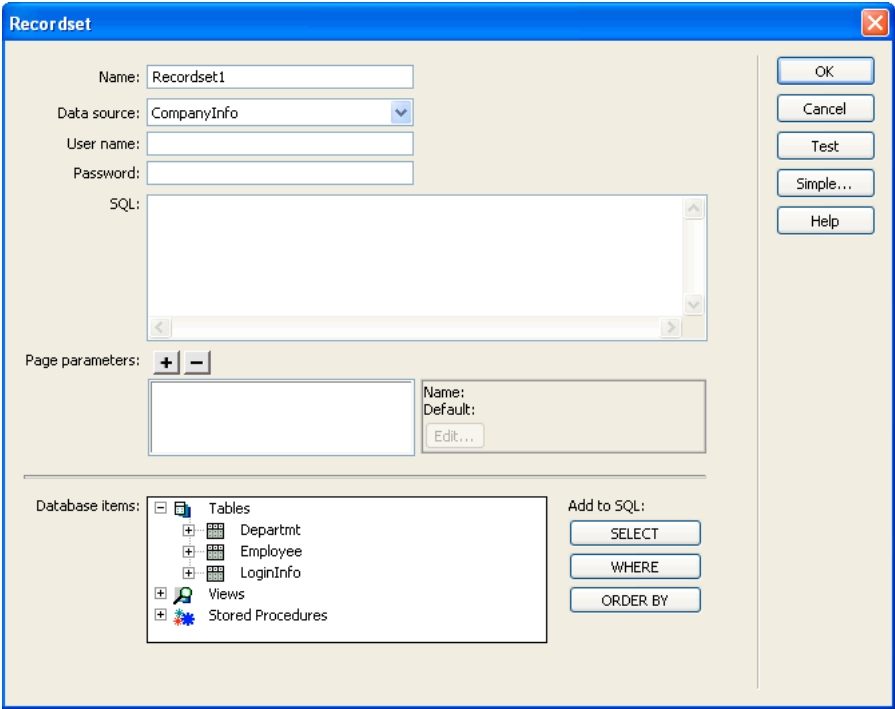 Recordset
Name: Recordset1
Data source: CompanyInfo
User name:
Password:
SQL:
Page parameters: + −
Name:
Default:
Edit...
Database items:
Tables
Departmt
Employee
LoginInfo
Views
Stored Procedures
Add to SQL:
SELECT
WHERE
ORDER BY
OK
Cancel
Test
Simple...
Help